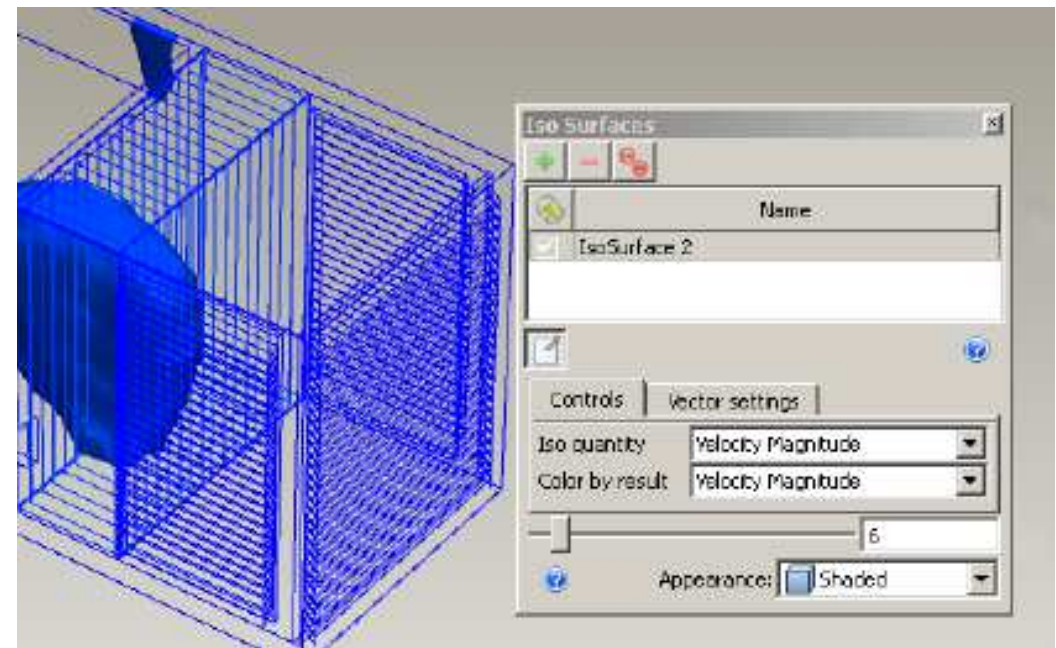 Iso Surfaces
Name
IsoSurface 2
Controls
Vector settings
Iso quantity
Velocity Magnitude
Color by result
Velocity Magnitude
6
Appearance:
Shaded